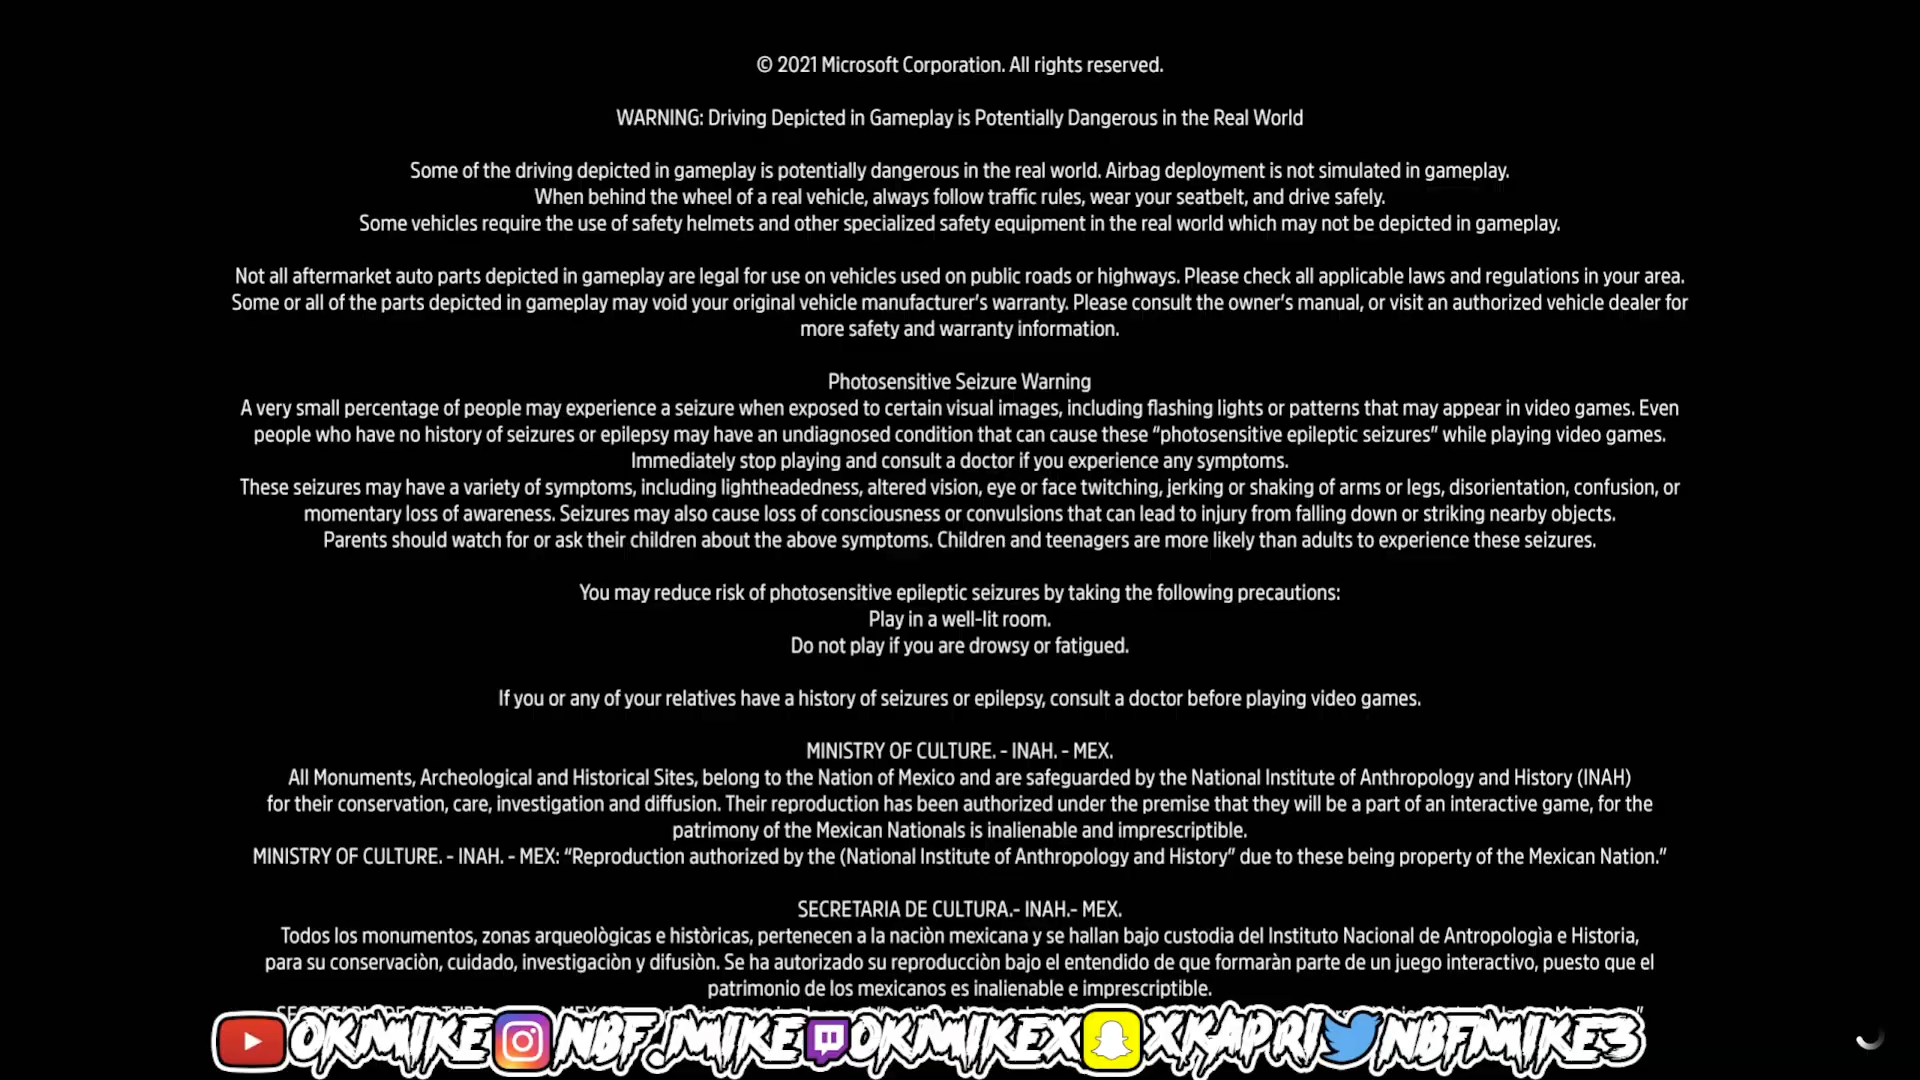 © 2021 Microsoft Corporation. All rights reserved.
WARNING: Driving Depicted in Gameplay is Potentially Dangerous in the Real World
Some of the driving depicted in gameplay is potentially dangerous in the real world. Airbag deployment is not simulated in gameplay.
When behind the wheel of a real vehicle, always follow traffic rules, wear your seatbelt, and drive safely.
Some vehicles require the use of safety helmets and other specialized safety equipment in the real world which may not be depicted in gameplay.
Not all aftermarket auto parts depicted in gameplay are legal for use on vehicles used on public roads or highways. Please check all applicable laws and regulations in your area.
Some or all of the parts depicted in gameplay may void your original vehicle manufacturer's warranty. Please consult the owner's manual, or visit an authorized vehicle dealer for
more safety and warranty information.
Photosensitive Seizure Warning
A very small percentage of people may experience a seizure when exposed to certain visual images, including flashing lights or patterns that may appear in video games. Even
people who have no history of seizures or epilepsy may have an undiagnosed condition that can cause these “photosensitive epileptic seizures” while playing video games.
Immediately stop playing and consult a doctor if you experience any symptoms.
These seizures may have a variety of symptoms, including lightheadedness, altered vision, eye or face twitching, jerking or shaking of arms or legs, disorientation, confusion, or
momentary loss of awareness. Seizures may also cause loss of consciousness or convulsions that can lead to injury from falling down or striking nearby objects.
Parents should watch for or ask their children about the above symptoms. Children and teenagers are more likely than adults to experience these seizures.
You may reduce risk of photosensitive epileptic seizures by taking the following precautions:
Play in a well-lit room.
Do not play if you are drowsy or fatigued.
If you or any of your relatives have a history of seizures or epilepsy, consult a doctor before playing video games.
MINISTRY OF CULTURE. - INAH. - MEX.
All Monuments, Archeological and Historical Sites, belong to the Nation of Mexico and are safeguarded by the National Institute of Anthropology and History (INAH)
for their conservation, care, investigation and diffusion. Their reproduction has been authorized under the premise that they will be a part of an interactive game, for the
patrimony of the Mexican Nationals is inalienable and imprescriptible.
MINISTRY OF CULTURE. - INAH. - MEX: “Reproduction authorized by the (National Institute of Anthropology and History” due to these being property of the Mexican Nation.”
SECRETARIA DE CULTURA.- INAH.- MEX.
Todos los monumentos, zonas arqueològicas e històricas, pertenecen a la naciòn mexicana y se hallan bajo custodia del Instituto Nacional de Antropologìa e Historia,
para su conservaciòn, cuidado, investigaciòn y difusiòn. Se ha autorizado su reproducciòn bajo el entendido de que formaràn parte de un juego interactivo, puesto que el
patrimonio de los mexicanos es inalienable e imprescriptible.
OKMIKE NBF.MIKE OKMIKEX XKAPRI NBFMIKE3